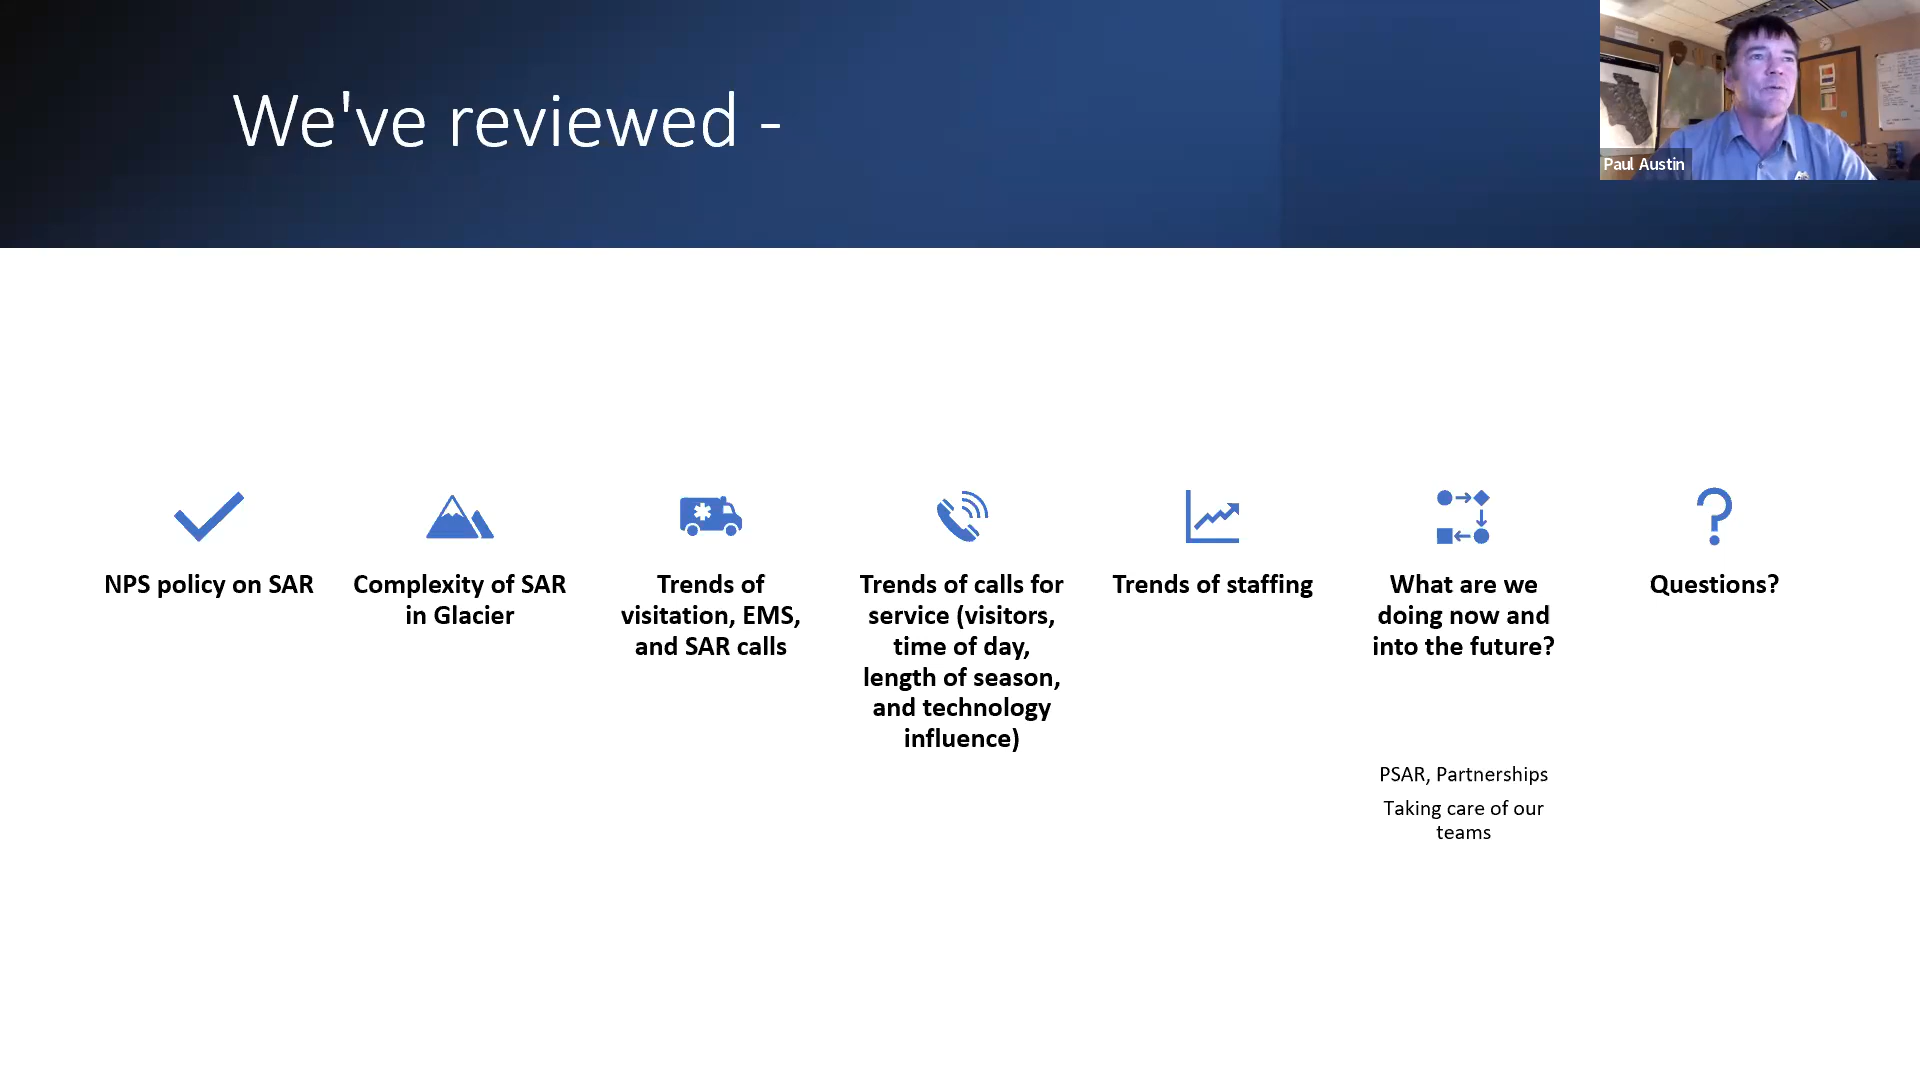 We've reviewed -
Paul Austin
NPS policy on SAR
Complexity of SAR
in Glacier
Trends of
visitation, EMS,
and SAR calls
Trends of calls for
service (visitors,
time of day,
length of season,
and technology
influence)
Trends of staffing
What are we
doing now and
into the future?
PSAR, Partnerships
Taking care of our
teams
Questions?